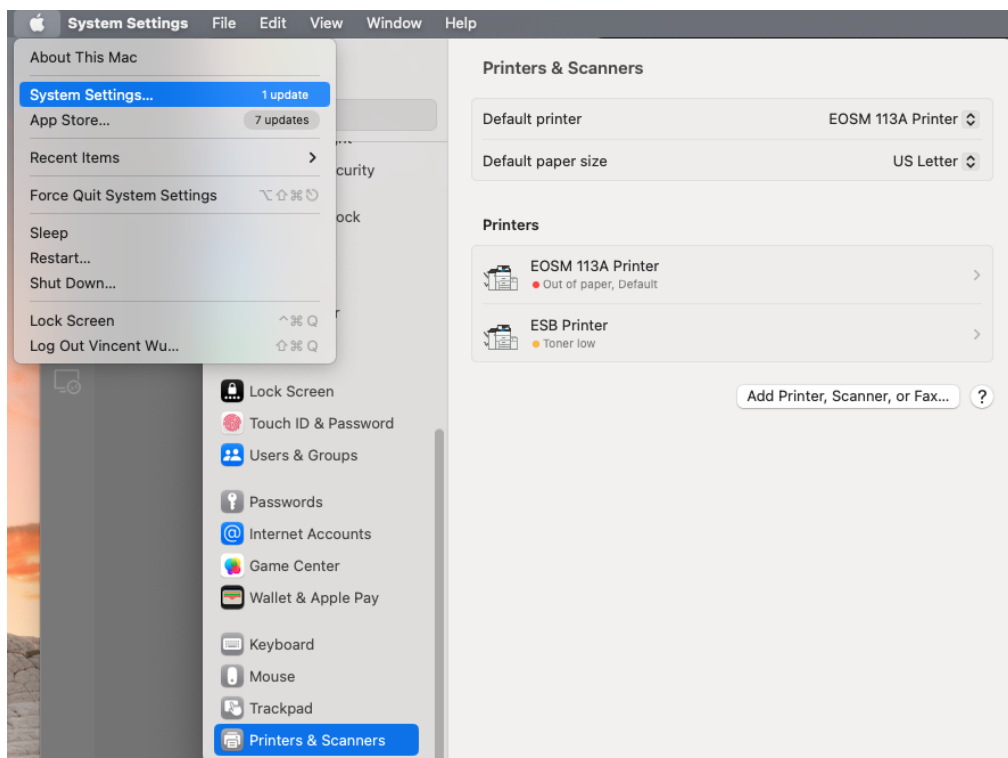 System Settings File Edit View Window Help
About This Mac
System Settings... 1 update
App Store... 7 updates
Recent Items
Force Quit System Settings ⌥⇧⌘⎋
Sleep
Restart...
Shut Down...
Lock Screen ^⌘Q
Log Out Vincent Wu... ⇧⌘Q
curity
ock
Lock Screen
Touch ID & Password
Users & Groups
Passwords
Internet Accounts
Game Center
Wallet & Apple Pay
Keyboard
Mouse
Trackpad
Printers & Scanners
Printers & Scanners
Default printer EOSM 113A Printer
Default paper size US Letter
Printers
EOSM 113A Printer
Out of paper, Default
ESB Printer
Toner low
Add Printer, Scanner, or Fax... ?